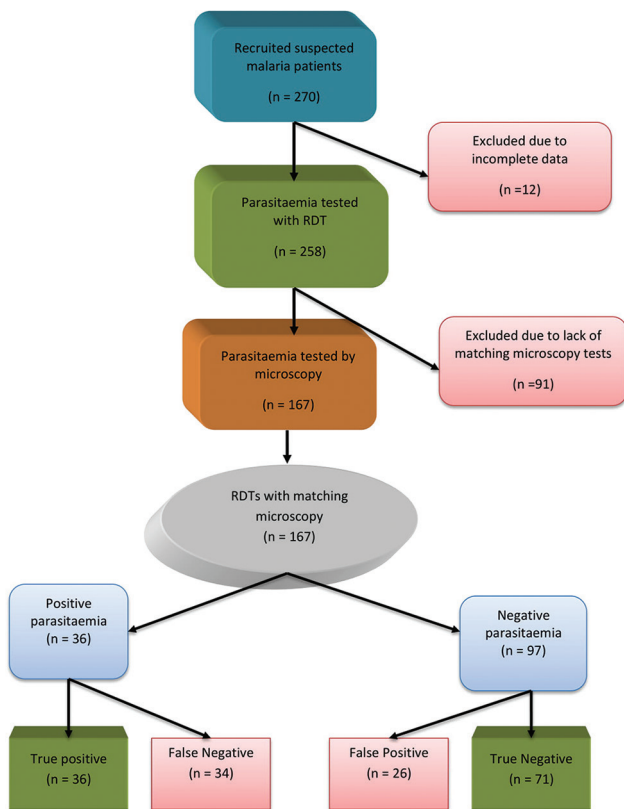 Recruited suspected
malaria patients
(n = 270)
Excluded due to
incomplete data
(n =12)
Parasitaemia tested
with RDT
(n = 258)
Excluded due to lack of
matching microscopy tests
(n =91)
Parasitaemia tested by
microscopy
(n = 167)
RDTs with matching
microscopy
(n = 167)
Positive
parasitaemia
(n = 36)
Negative
parasitaemia
(n = 97)
True positive
(n = 36)
False Negative
(n = 34)
False Positive
(n = 26)
True Negative
(n = 71)